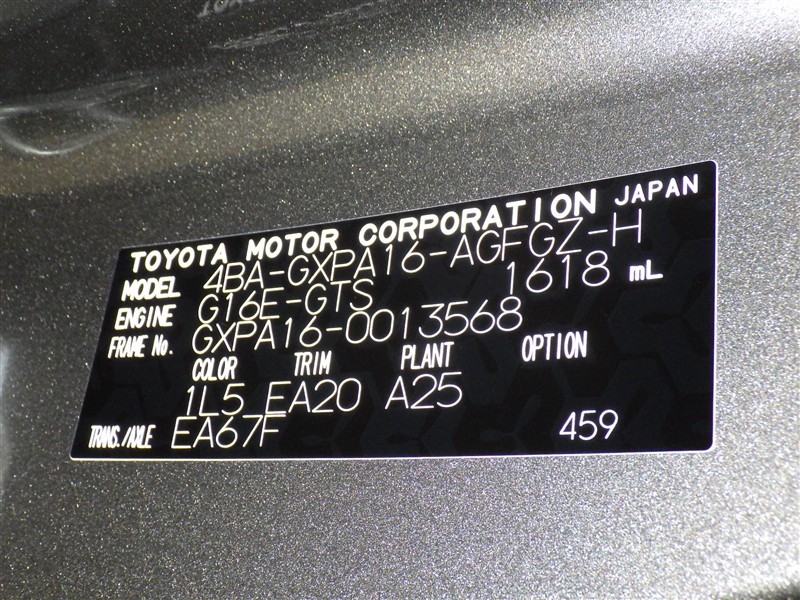 TOYOTA MOTOR CORPORATION JAPAN
MODEL 4BA-GXPA16-AGFGZ-H
ENGINE G16E-GTS 1618 mL
FRAME No. GXPA16-0013568
COLOR TRIM PLANT OPTION
1L5 EA20 A25
TRANS./AXLE EA67F 459